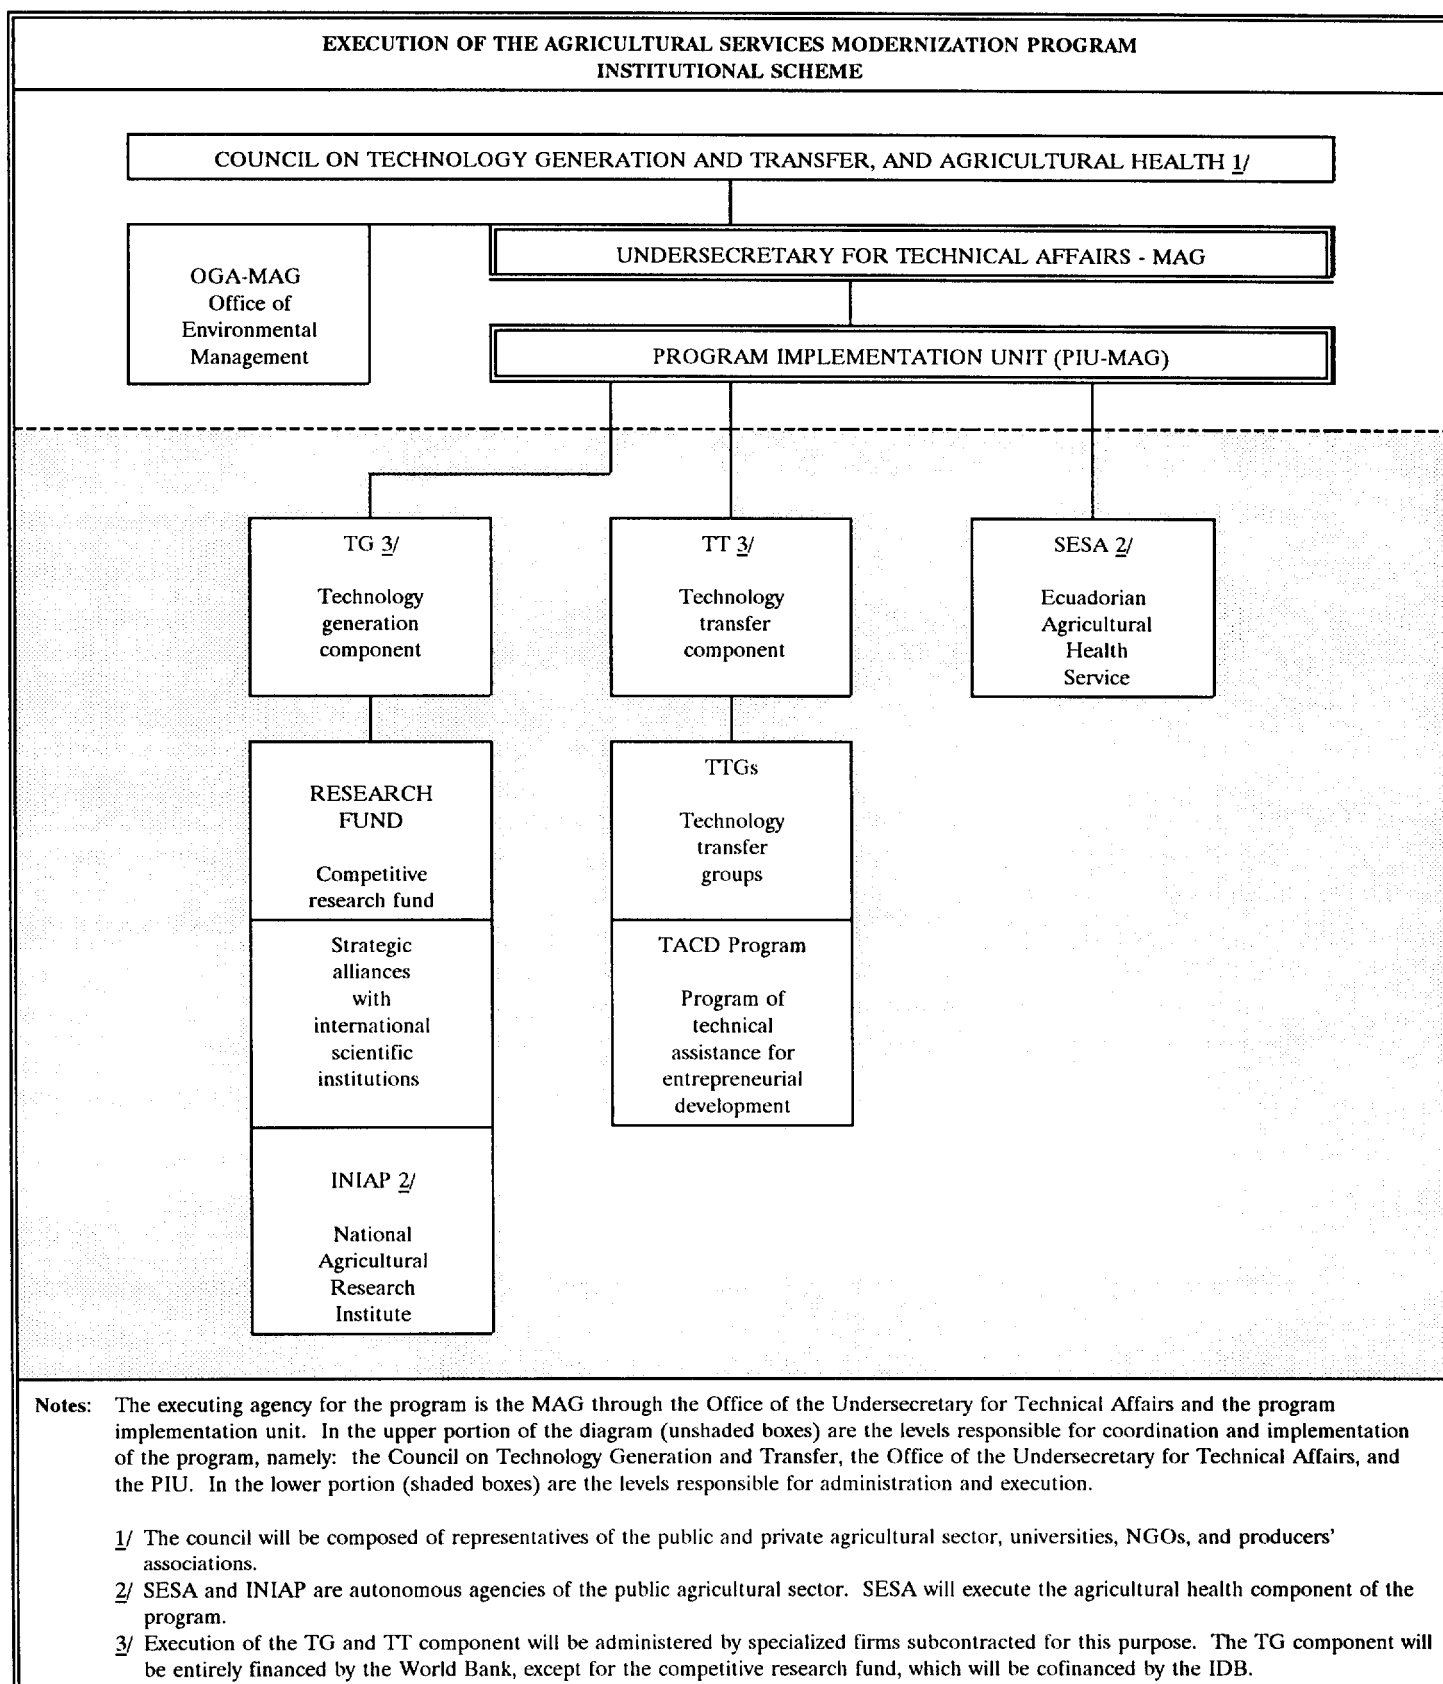 EXECUTION OF THE AGRICULTURAL SERVICES MODERNIZATION PROGRAM
INSTITUTIONAL SCHEME
COUNCIL ON TECHNOLOGY GENERATION AND TRANSFER, AND AGRICULTURAL HEALTH 1/
OGA-MAG
Office of
Environmental
Management
UNDERSECRETARY FOR TECHNICAL AFFAIRS - MAG
PROGRAM IMPLEMENTATION UNIT (PIU-MAG)
TG 3/
Technology
generation
component
TT 3/
Technology
transfer
component
SESA 2/
Ecuadorian
Agricultural
Health
Service
RESEARCH
FUND
Competitive
research fund
Strategic
alliances
with
international
scientific
institutions
INIAP 2/
National
Agricultural
Research
Institute
TTGs
Technology
transfer
groups
TACD Program
Program of
technical
assistance for
entrepreneurial
development
Notes: The executing agency for the program is the MAG through the Office of the Undersecretary for Technical Affairs and the program
implementation unit. In the upper portion of the diagram (unshaded boxes) are the levels responsible for coordination and implementation
of the program, namely: the Council on Technology Generation and Transfer, the Office of the Undersecretary for Technical Affairs, and
the PIU. In the lower portion (shaded boxes) are the levels responsible for administration and execution.
1/ The council will be composed of representatives of the public and private agricultural sector, universities, NGOs, and producers'
associations.
2/ SESA and INIAP are autonomous agencies of the public agricultural sector. SESA will execute the agricultural health component of the
program.
3/ Execution of the TG and TT component will be administered by specialized firms subcontracted for this purpose. The TG component will
be entirely financed by the World Bank, except for the competitive research fund, which will be cofinanced by the IDB.